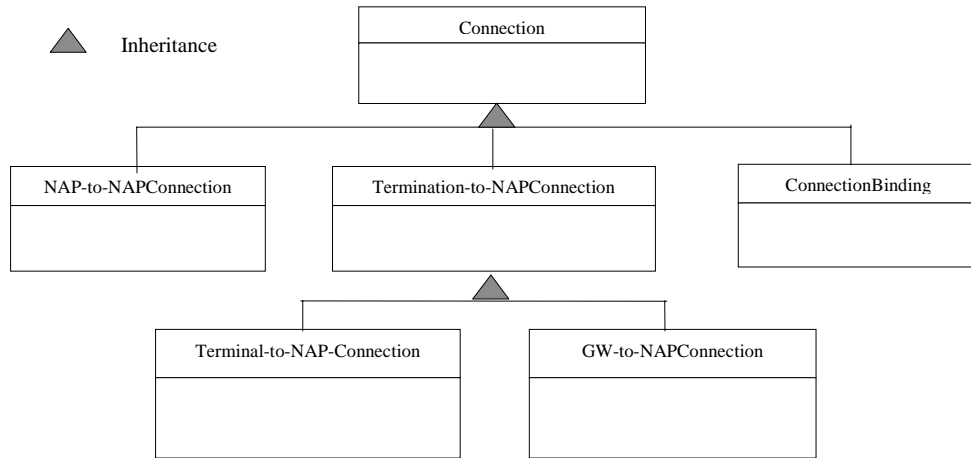 Connection
Inheritance
NAP-to-NAPConnection
Termination-to-NAPConnection
ConnectionBinding
Terminal-to-NAP-Connection
GW-to-NAPConnection